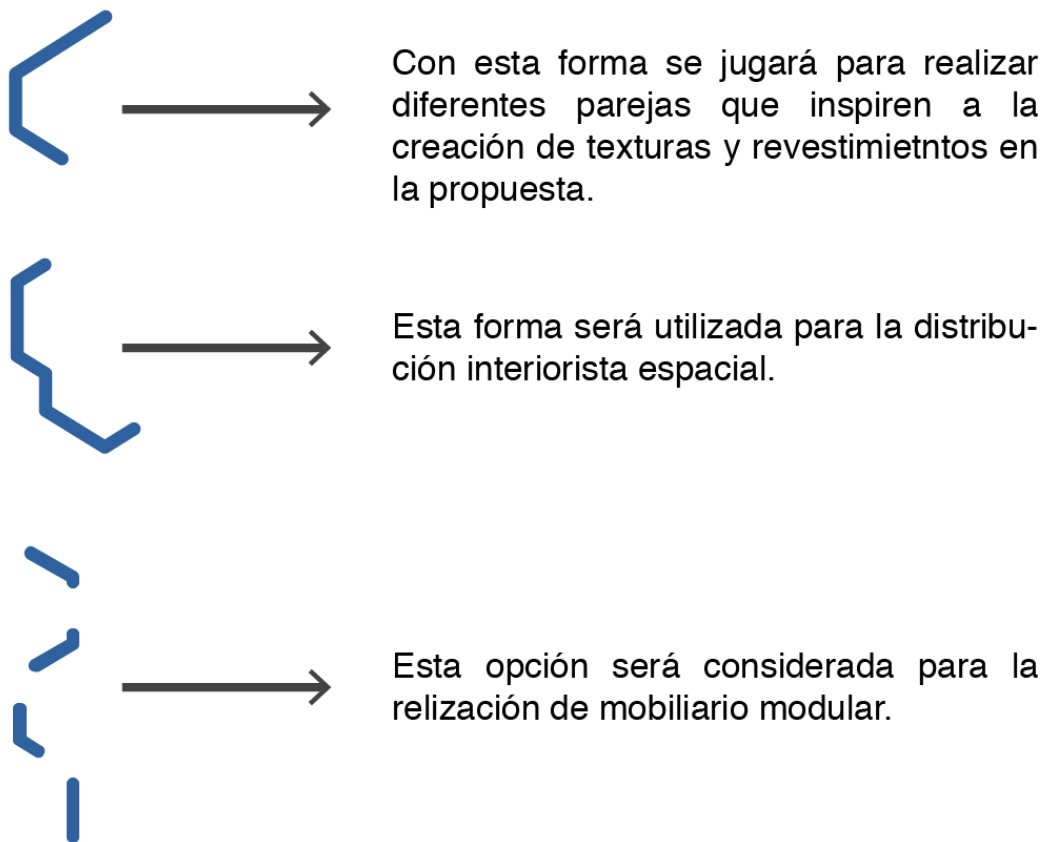 Con esta forma se jugará para realizar
diferentes parejas que inspiren a la
creación de texturas y revestimietntos en
la propuesta.
Esta forma será utilizada para la distribu-
ción interiorista espacial.
Esta opción será considerada para la
relización de mobiliario modular.